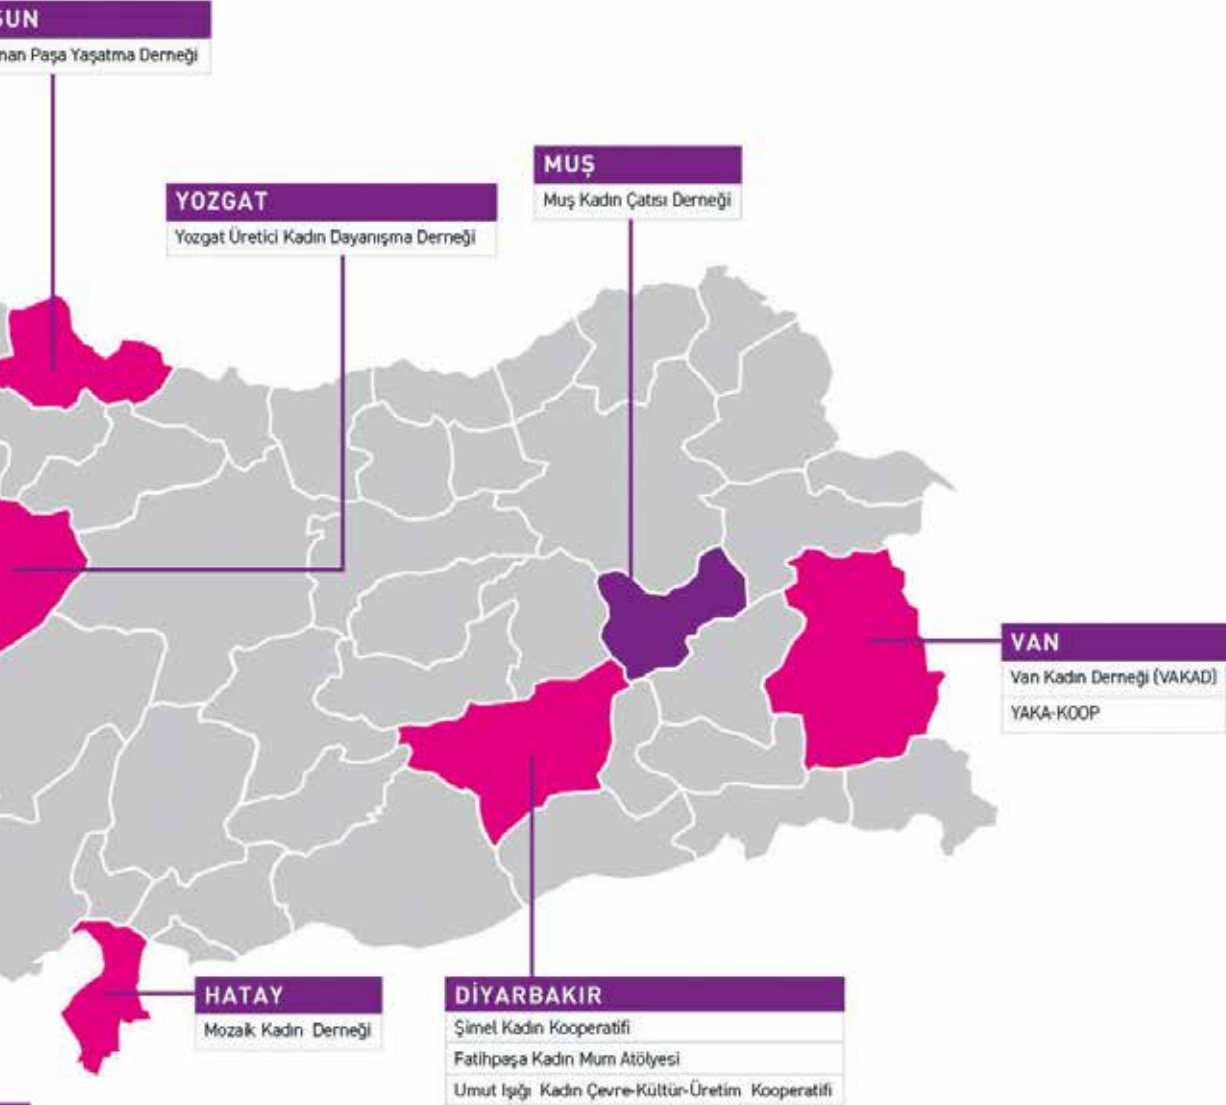 SUN
nan Paşa Yaşatma Derneği
MUŞ
Muş Kadın Çatısı Derneği
YOZGAT
Yozgat Üretici Kadın Dayanışma Derneği
VAN
Van Kadın Derneği (VAKAD)
YAKA-KOOP
HATAY
Mozaik Kadın Derneği
DİYARBAKIR
Şimel Kadın Kooperatifi
Fatihpaşa Kadın Mum Atölyesi
Umut Işığı Kadın Çevre-Kültür-Üretim Kooperatifi